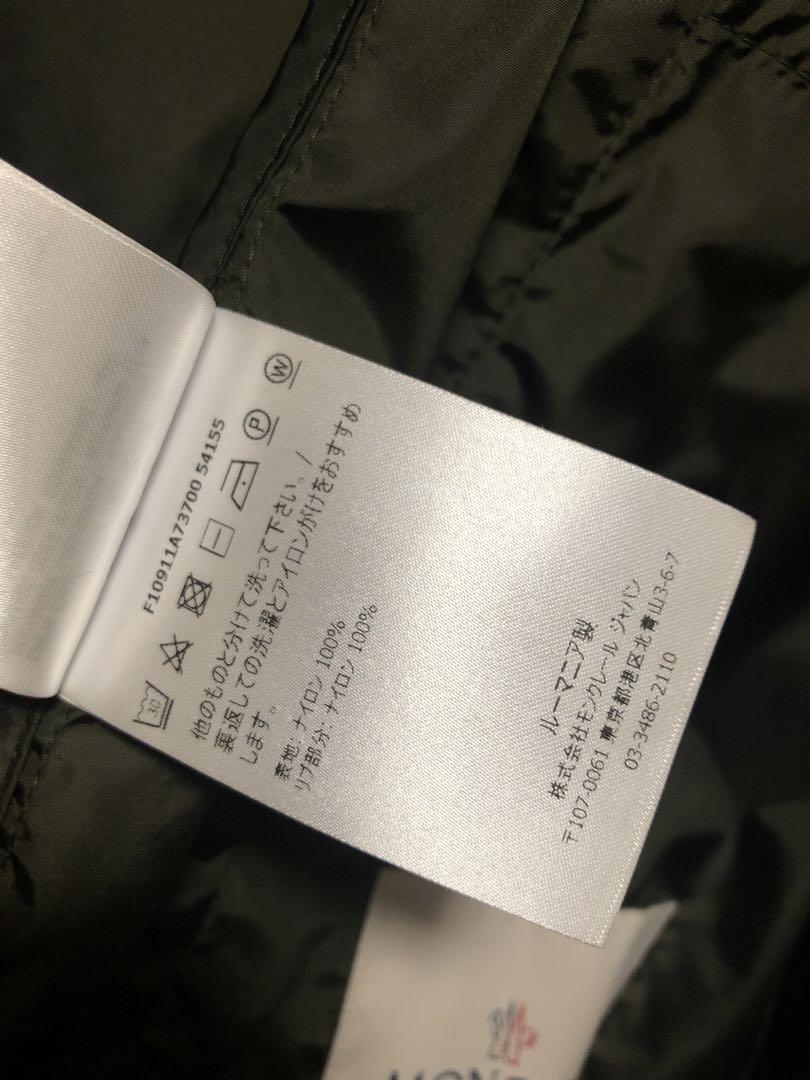 F10911A73700 54155
30
P
W
他のものと分けて洗って下さい。/
裏返しての洗濯とアイロンがけをおすすめ
します。
表地: ナイロン 100%
リブ部分: ナイロン 100%
ルーマニア製
株式会社モンクレール ジャパン
〒107-0061 東京都港区北青山3-6-7
03-3486-2110